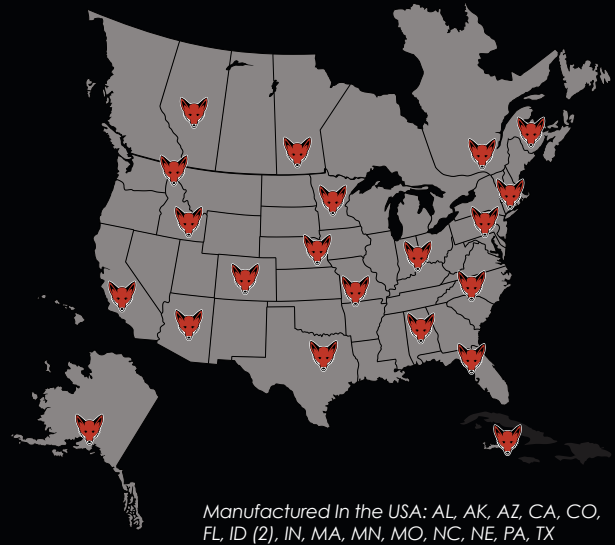 Manufactured In the USA: AL, AK, AZ, CA, CO,
FL, ID (2), IN, MA, MN, MO, NC, NE, PA, TX